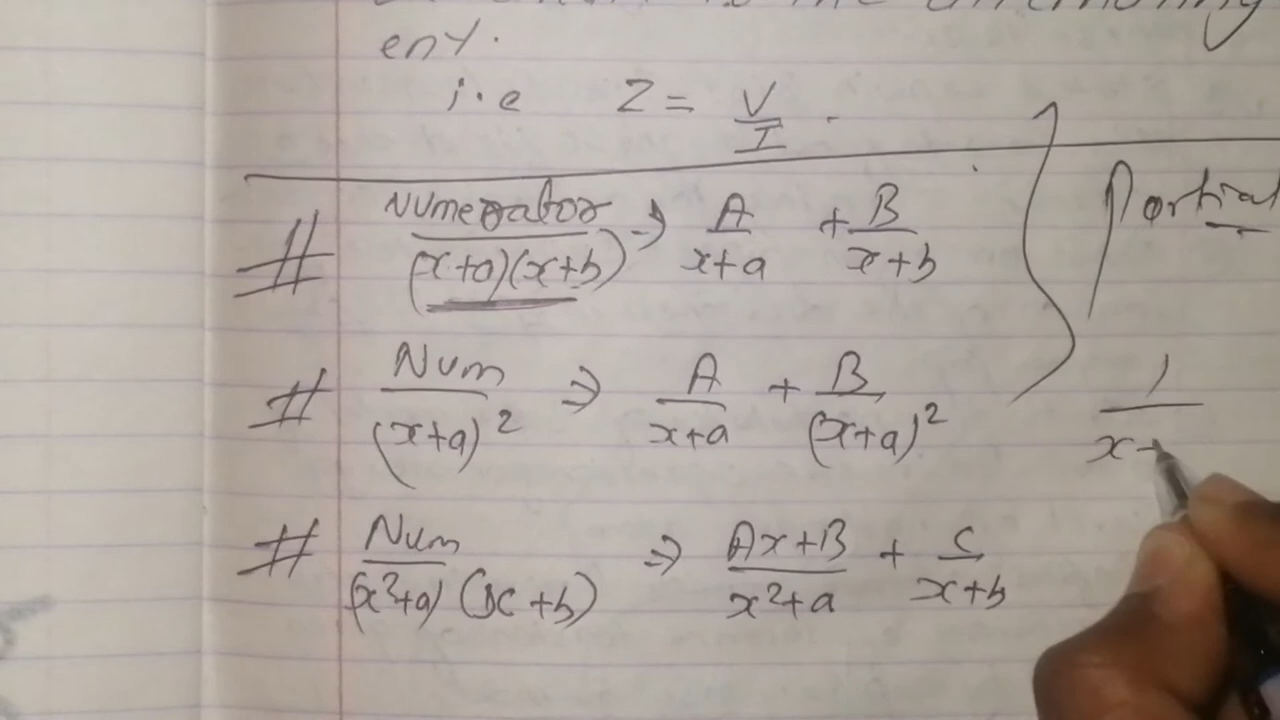 ent.
i.e Z = V/I.
# Numerator/(x+a)(x+b) ⇒ A/x+a + B/x+b Partial
# Num/(x+a)² ⇒ A/x+a + B/(x+a)² 1/x+
# Num/(x²+a)(x+b) ⇒ Ax+B/x²+a + C/x+b